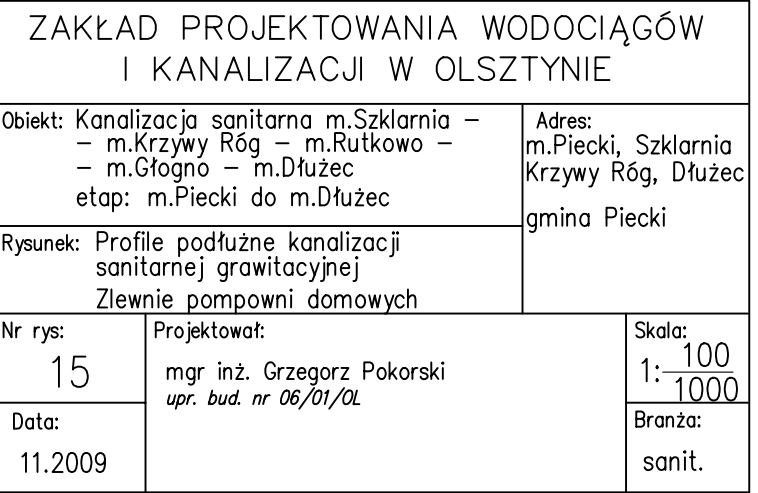 ZAKŁAD PROJEKTOWANIA WODOCIĄGÓW
I KANALIZACJI W OLSZTYNIE
Obiekt: Kanalizacja sanitarna m.Szklarnia –
– m.Krzywy Róg – m.Rutkowo –
– m.Głogno – m.Dłużec
etap: m.Piecki do m.Dłużec
Adres:
m.Piecki, Szklarnia
Krzywy Róg, Dłużec
gmina Piecki
Rysunek: Profile podłużne kanalizacji
sanitarnej grawitacyjnej
Zlewnie pompowni domowych
Nr rys:
15
Projektował:
mgr inż. Grzegorz Pokorski
upr. bud. nr 06/01/OL
Skala:
1: 100
1000
Data:
11.2009
Branża:
sanit.